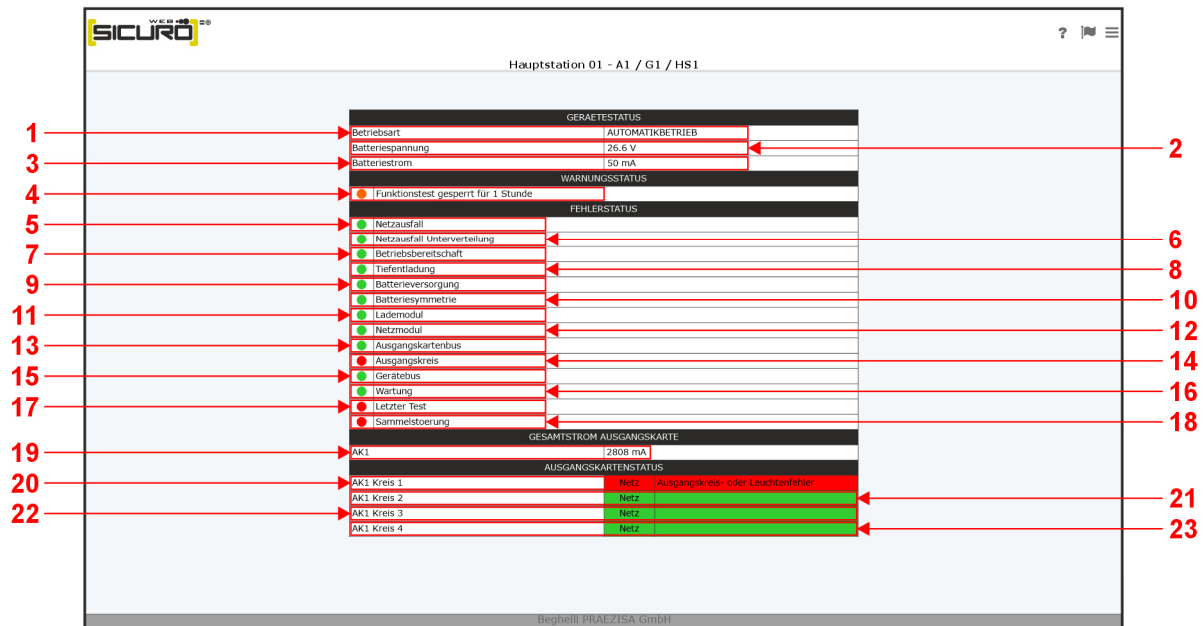 WEB
SICURO
?
Hauptstation 01 - A1 / G1 / HS1
GERAETESTATUS
1 Betriebsart AUTOMATIKBETRIEB
Batteriespannung 26.6 V 2
3 Batteriestrom 50 mA
WARNUNGSSTATUS
4 Funktionstest gesperrt für 1 Stunde
FEHLERSTATUS
5 Netzausfall
Netzausfall Unterverteilung 6
7 Betriebsbereitschaft
Tiefentladung 8
9 Batterieversorgung
Batteriesymmetrie 10
11 Lademodul
Netzmodul 12
13 Ausgangskartenbus
Ausgangskreis 14
15 Gerätebus
Wartung 16
17 Letzter Test
Sammelstoerung 18
GESAMTSTROM AUSGANGSKARTE
19 AK1 2808 mA
AUSGANGSKARTENSTATUS
20 AK1 Kreis 1 Netz Ausgangskreis- oder Leuchtenfehler
AK1 Kreis 2 Netz 21
22 AK1 Kreis 3 Netz
AK1 Kreis 4 Netz 23
Beghelli PRAEZISA GmbH